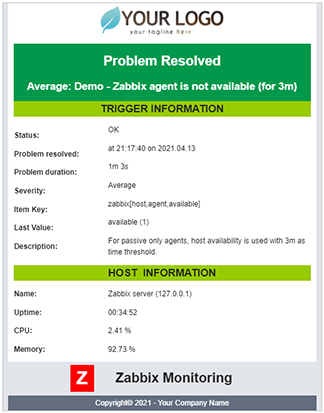 YOUR LOGO
your tagline here
Problem Resolved
Average: Demo - Zabbix agent is not available (for 3m)
TRIGGER INFORMATION
Status: OK
Problem resolved: at 21:17:40 on 2021.04.13
Problem duration: 1m 3s
Severity: Average
Item Key: zabbix[host,agent,available]
Last Value: available (1)
Description: For passive only agents, host availability is used with 3m as
time threshold.
HOST INFORMATION
Name: Zabbix server (127.0.0.1)
Uptime: 00:34:52
CPU: 2.41 %
Memory: 92.73 %
Z Zabbix Monitoring
Copyright© 2021 - Your Company Name